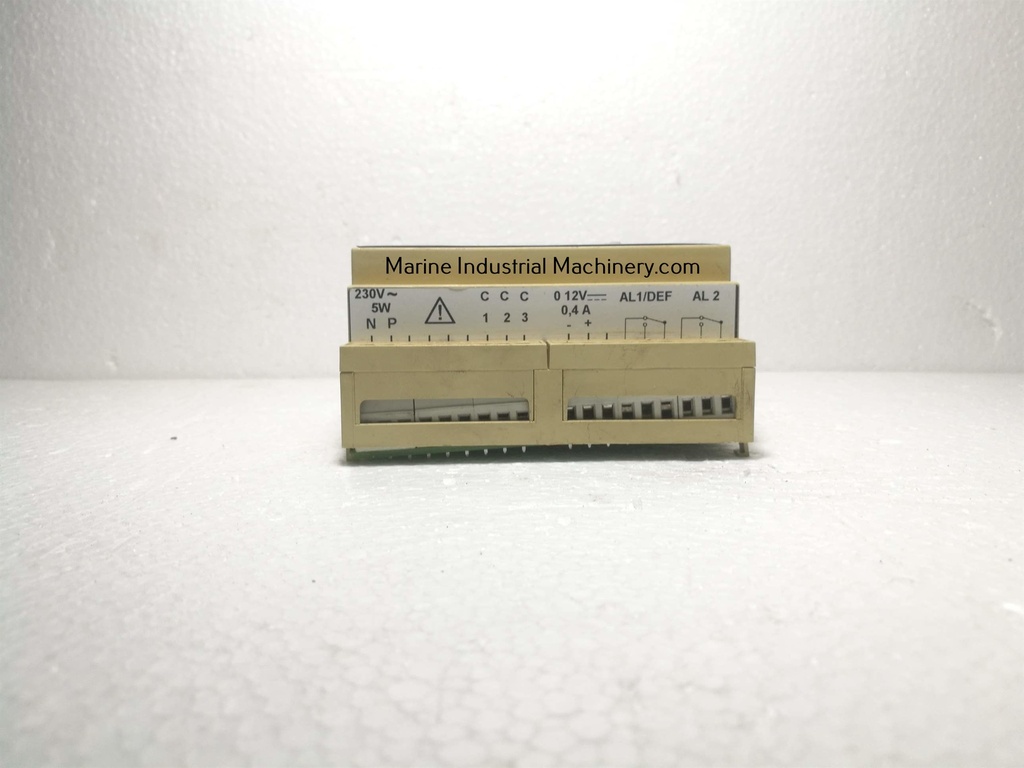 Marine Industrial Machinery.com
230V~ C C C 0 12V AL1/DEF AL 2
5W 1 2 3 0,4 A
N P - +